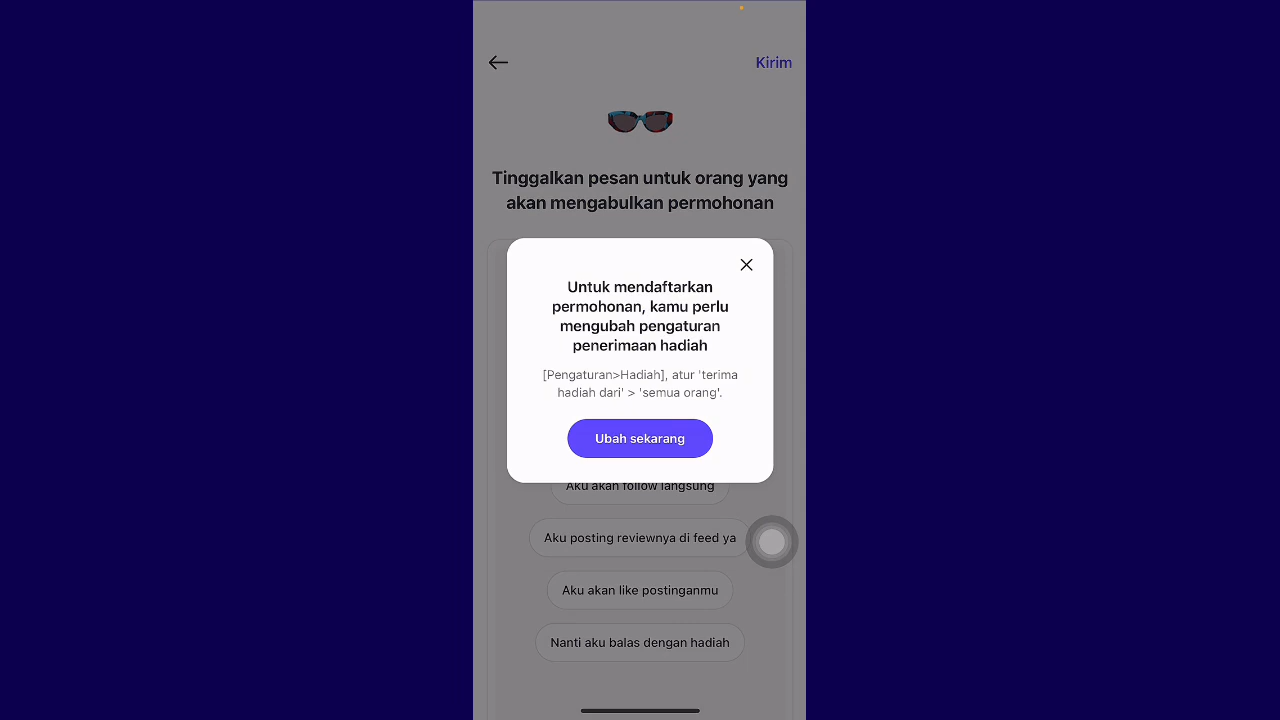 Kirim
Tinggalkan pesan untuk orang yang
akan mengabulkan permohonan
Untuk mendaftarkan
permohonan, kamu perlu
mengubah pengaturan
penerimaan hadiah
[Pengaturan>Hadiah], atur 'terima
hadiah dari' > 'semua orang'.
Ubah sekarang
Aku akan follow langsung
Aku posting reviewnya di feed ya
Aku akan like postinganmu
Nanti aku balas dengan hadiah